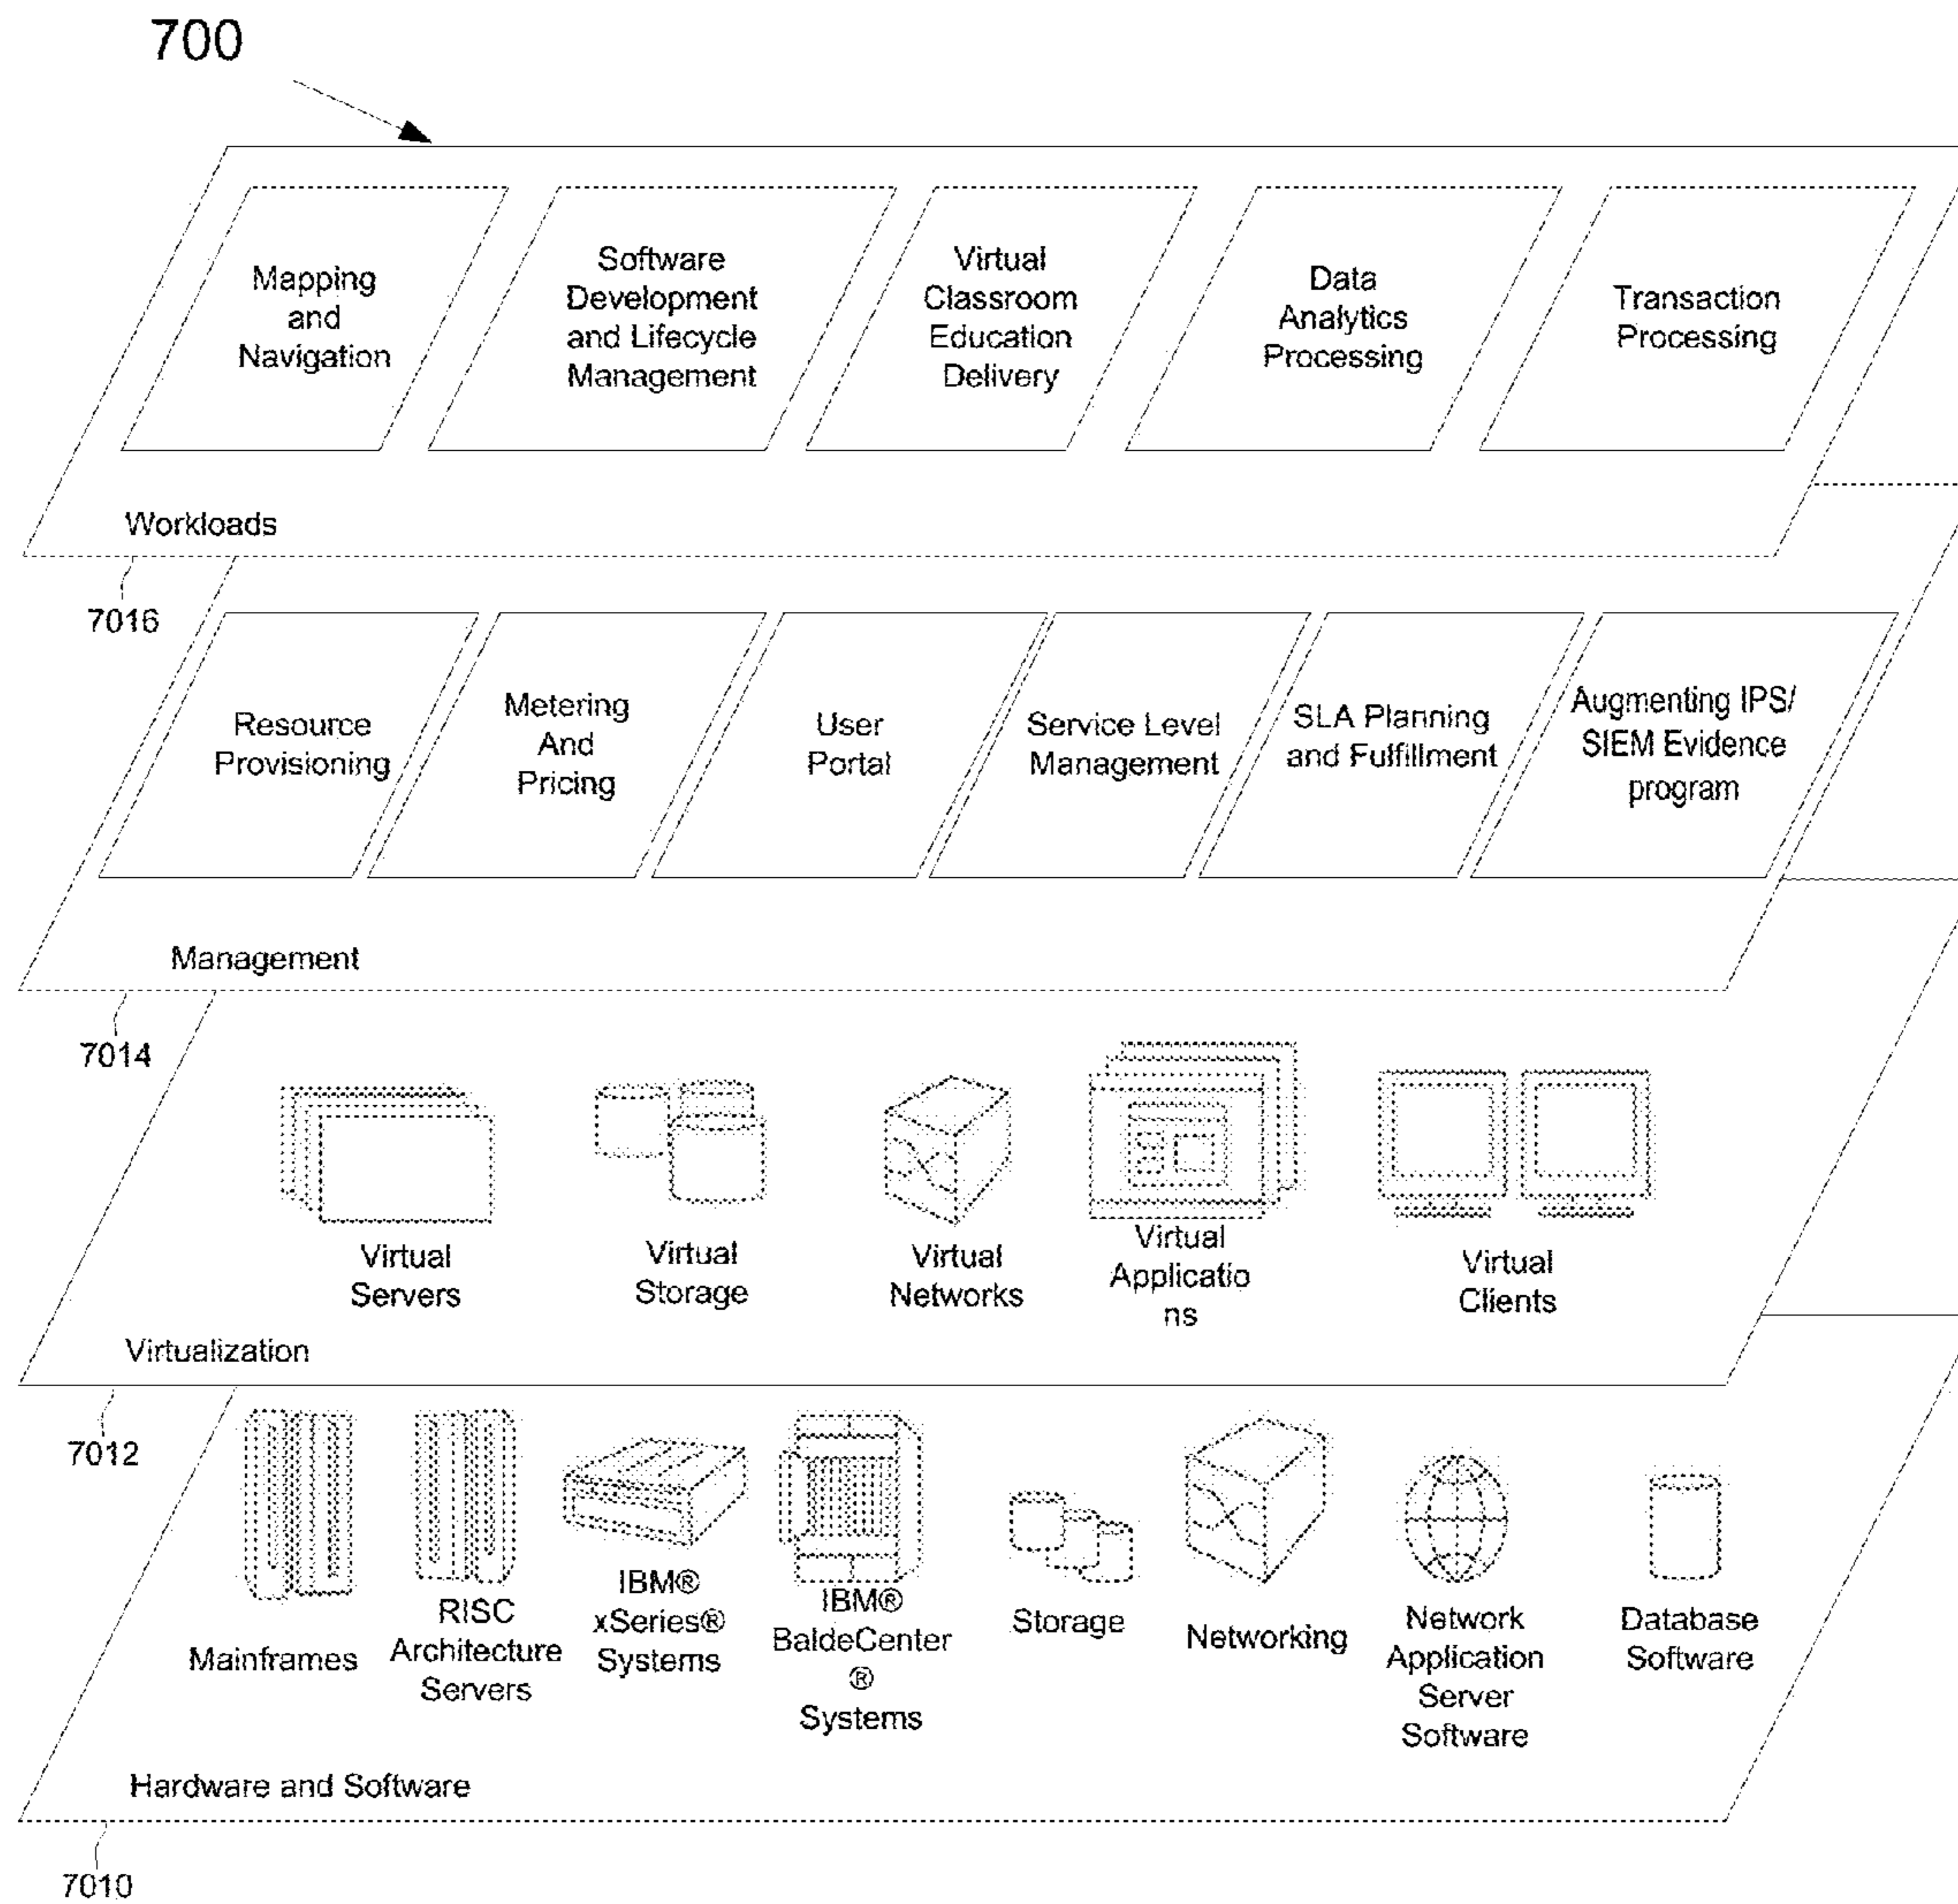 700
Mapping
and
Navigation
Software
Development
and Lifecycle
Management
Virtual
Classroom
Education
Delivery
Data
Analytics
Processing
Transaction
Processing
Workloads
7016
Resource
Provisioning
Metering
And
Pricing
User
Portal
Service Level
Management
SLA Planning
and Fulfillment
Augmenting IPS/
SIEM Evidence
program
Management
7014
Virtual
Servers
Virtual
Storage
Virtual
Networks
Virtual
Applicatio
ns
Virtual
Clients
Virtualization
7012
Mainframes
RISC
Architecture
Servers
IBM®
xSeries®
Systems
IBM®
BaldeCenter
®
Systems
Storage
Networking
Network
Application
Server
Software
Database
Software
Hardware and Software
7010